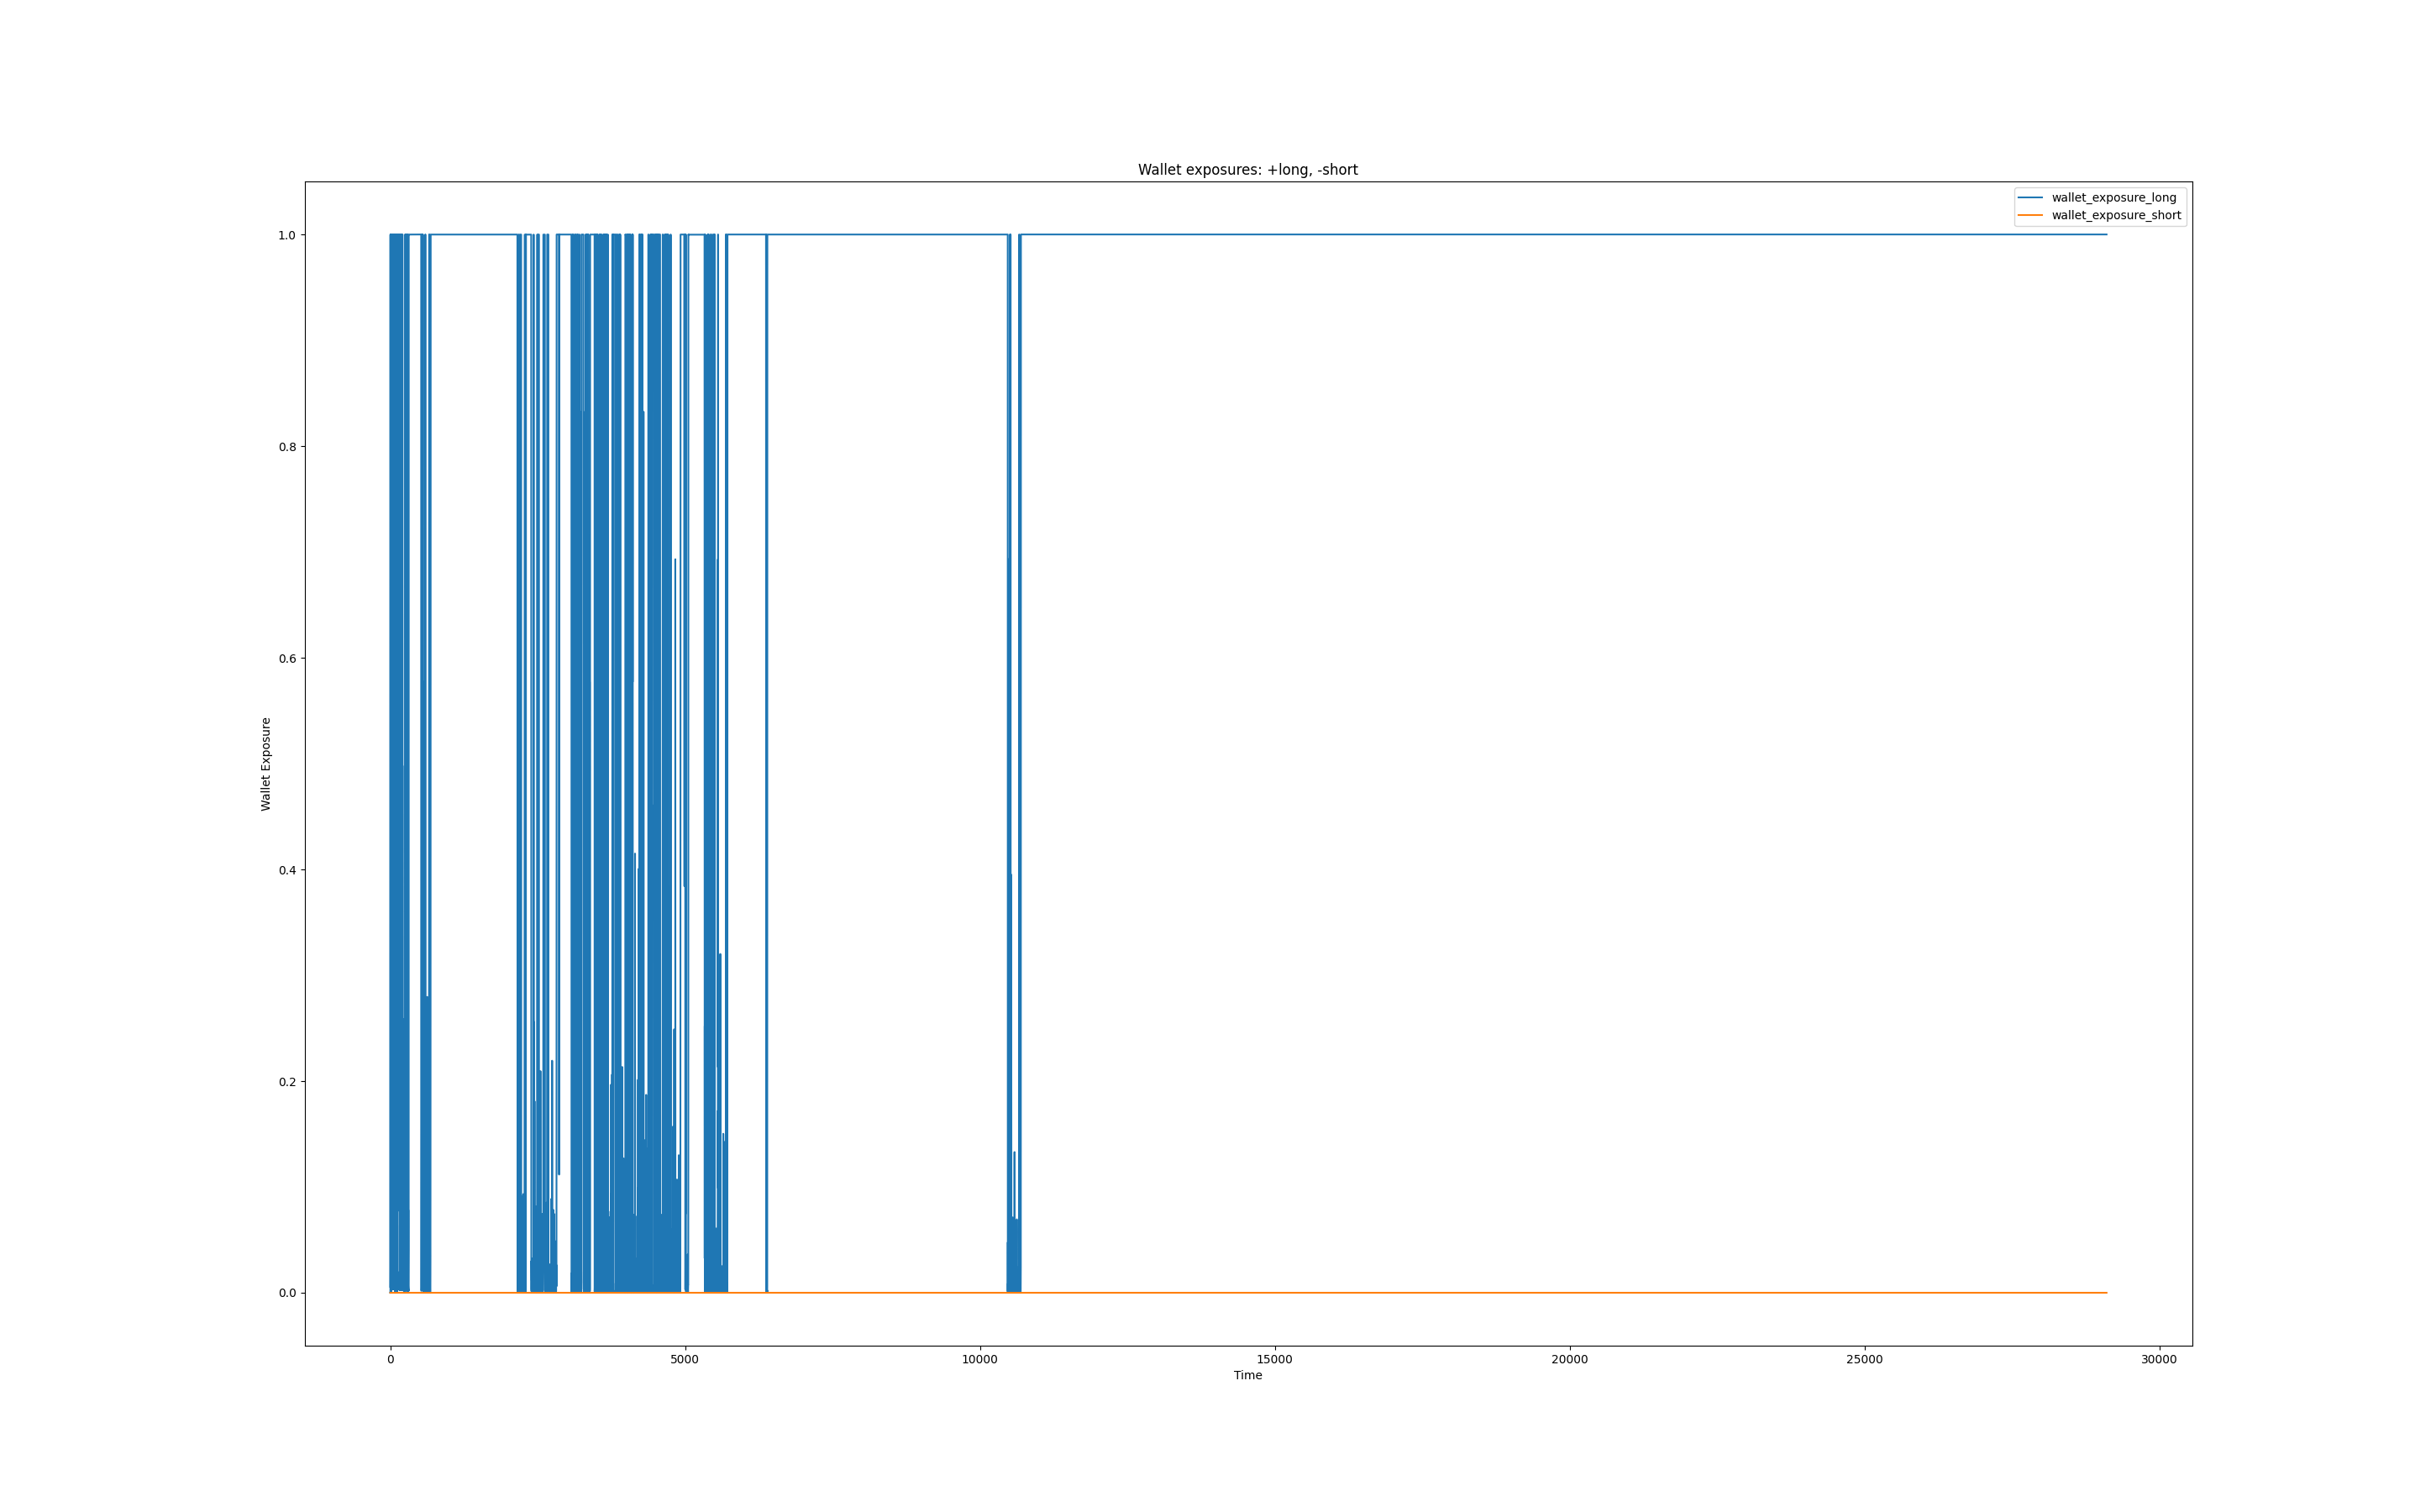 Wallet exposures: +long, -short
wallet_exposure_long
wallet_exposure_short
1.0
0.8
0.6
0.4
0.2
0.0
Wallet Exposure
0 5000 10000 15000 20000 25000 30000
Time